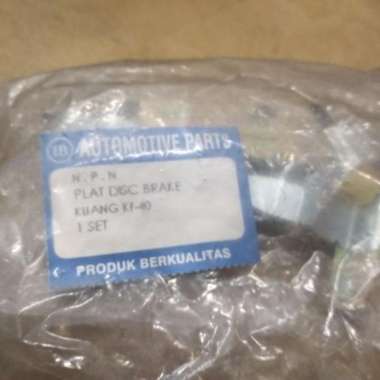 AUTOMOTIVE PARTS
N . P . N
PLAT DISC BRAKE
KIJANG KF-40
1 SET
PRODUK BERKUALITAS